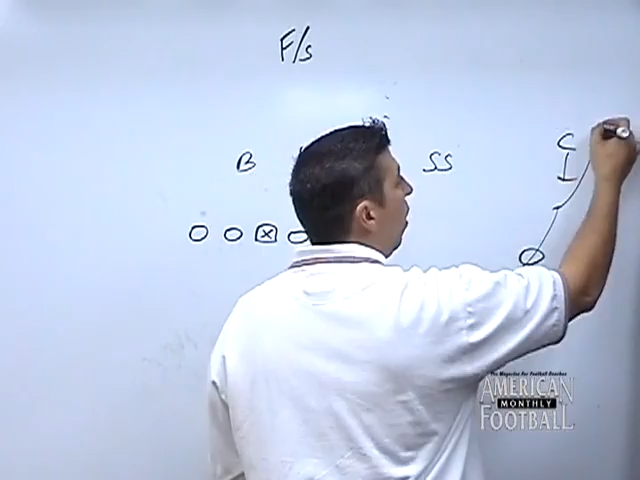 F/S
C
B
SS
O O X O
O
The Magazine For Football Coaches
AMERICAN
MONTHLY
FOOTBALL